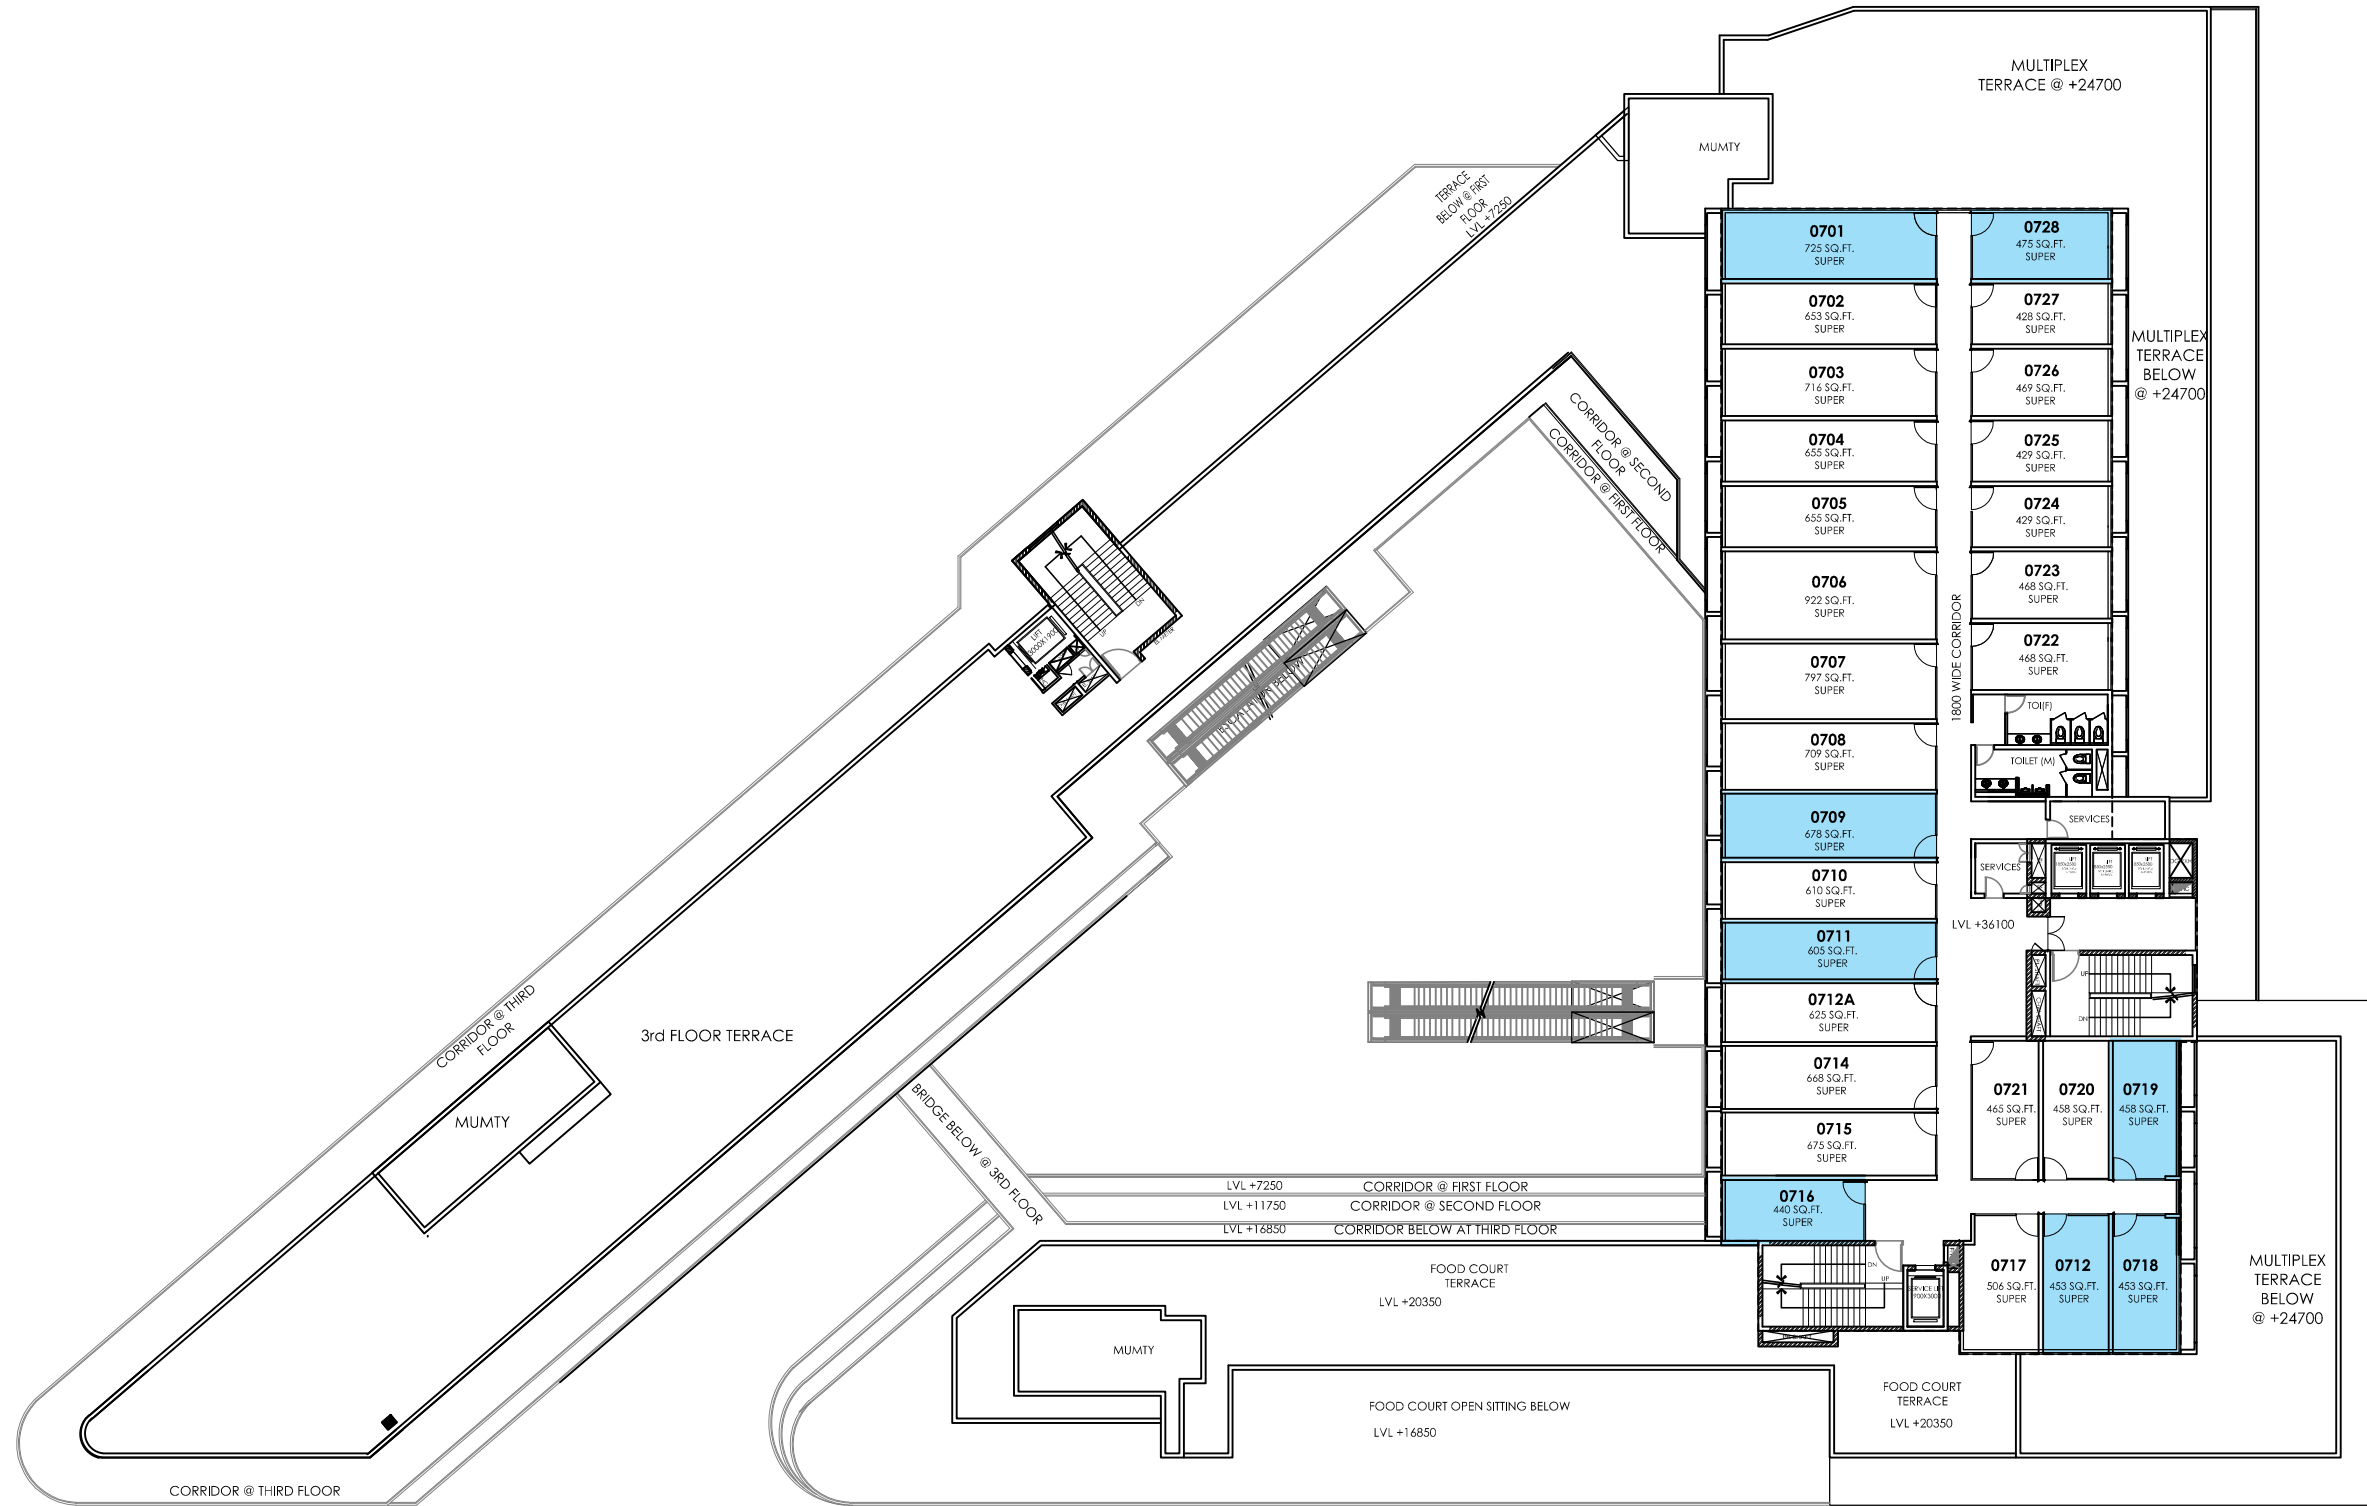 MULTIPLEX
TERRACE @ +24700
MUMTY
TERRACE
BELOW @ FIRST
FLOOR
LVL +7250
0701
725 SQ.FT.
SUPER
0728
475 SQ.FT.
SUPER
0702
653 SQ.FT.
SUPER
0727
428 SQ.FT.
SUPER
MULTIPLEX
TERRACE
BELOW
@ +24700
0703
716 SQ.FT.
SUPER
0726
469 SQ.FT.
SUPER
CORRIDOR @ SECOND
FLOOR
CORRIDOR @ FIRST FLOOR
0704
655 SQ.FT.
SUPER
0725
429 SQ.FT.
SUPER
0705
655 SQ.FT.
SUPER
0724
429 SQ.FT.
SUPER
0706
922 SQ.FT.
SUPER
0723
468 SQ.FT.
SUPER
1800 WIDE CORRIDOR
0722
468 SQ.FT.
SUPER
DN
UP
LIFT
3000X1900
0707
797 SQ.FT.
SUPER
TOI(F)
0708
709 SQ.FT.
SUPER
TOILET (M)
0709
678 SQ.FT.
SUPER
SERVICES
SERVICES
LIFT
LIFT
LIFT
0710
610 SQ.FT.
SUPER
LVL +36100
0711
605 SQ.FT.
SUPER
UP
DN
0712A
625 SQ.FT.
SUPER
CORRIDOR @ THIRD
FLOOR
3rd FLOOR TERRACE
0714
668 SQ.FT.
SUPER
0721
465 SQ.FT.
SUPER
0720
458 SQ.FT.
SUPER
0719
458 SQ.FT.
SUPER
MUMTY
BRIDGE BELOW @ 3RD FLOOR
0715
675 SQ.FT.
SUPER
LVL +7250 CORRIDOR @ FIRST FLOOR
LVL +11750 CORRIDOR @ SECOND FLOOR
LVL +16850 CORRIDOR BELOW AT THIRD FLOOR
0716
440 SQ.FT.
SUPER
FOOD COURT
TERRACE
LVL +20350
DN
UP
0717
506 SQ.FT.
SUPER
0712
453 SQ.FT.
SUPER
0718
453 SQ.FT.
SUPER
MULTIPLEX
TERRACE
BELOW
@ +24700
MUMTY
FOOD COURT
TERRACE
LVL +20350
FOOD COURT OPEN SITTING BELOW
LVL +16850
CORRIDOR @ THIRD FLOOR